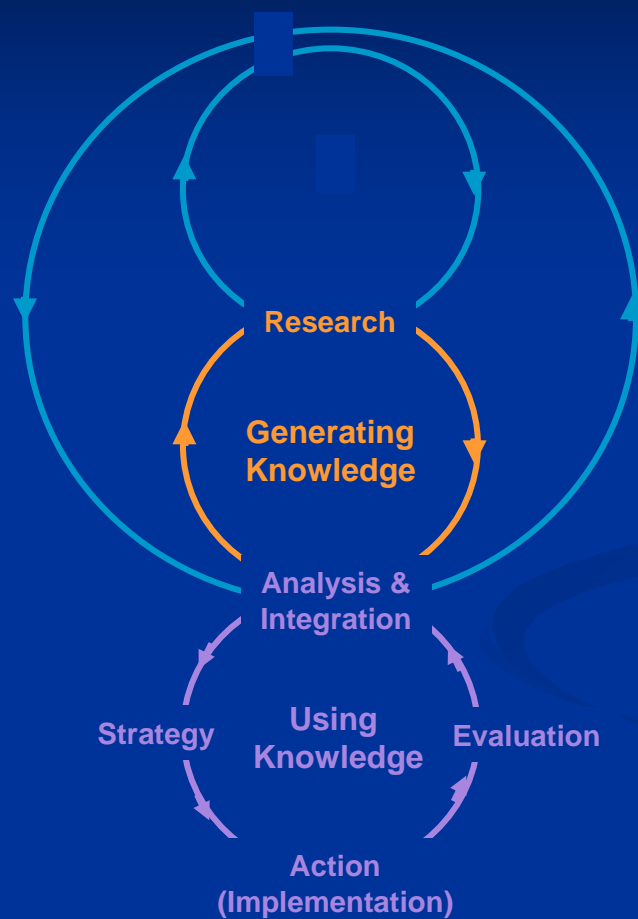 Research
Generating
Knowledge
Analysis &
Integration
Strategy
Using
Knowledge
Evaluation
Action
(Implementation)